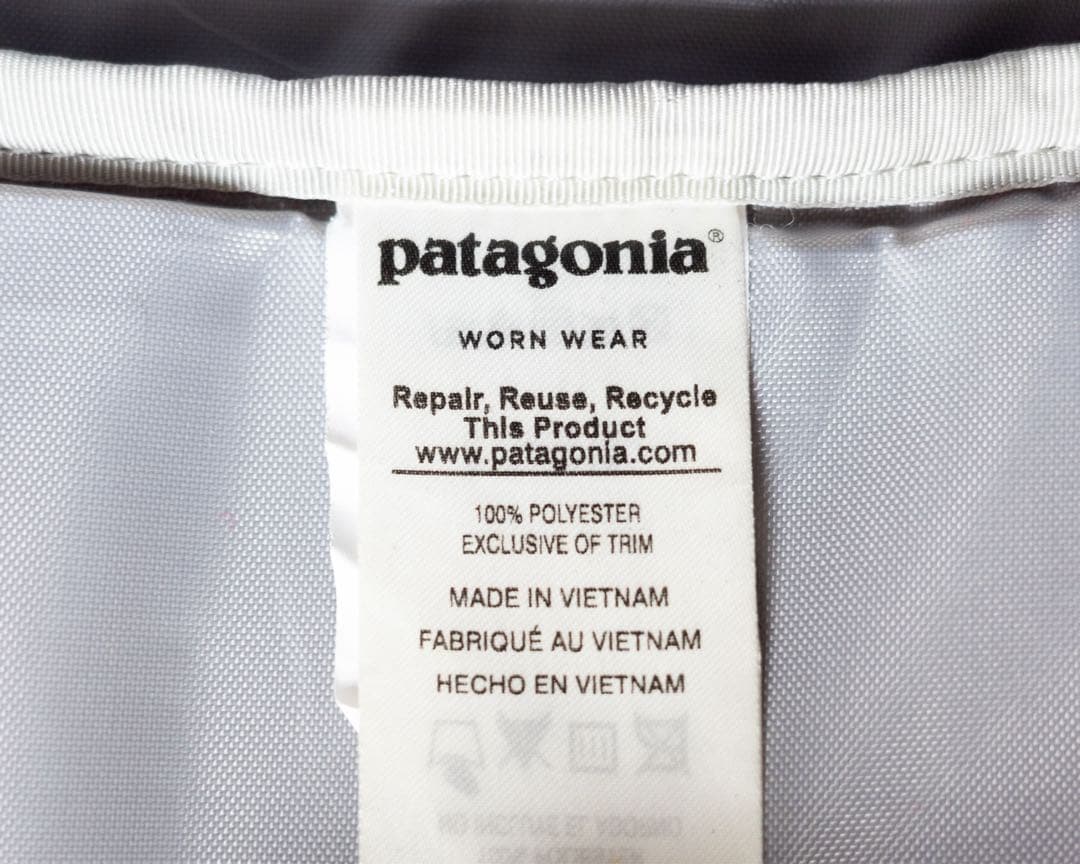 patagonia®
WORN WEAR
Repair, Reuse, Recycle
This Product
www.patagonia.com
100% POLYESTER
EXCLUSIVE OF TRIM
MADE IN VIETNAM
FABRIQUÉ AU VIETNAM
HECHO EN VIETNAM